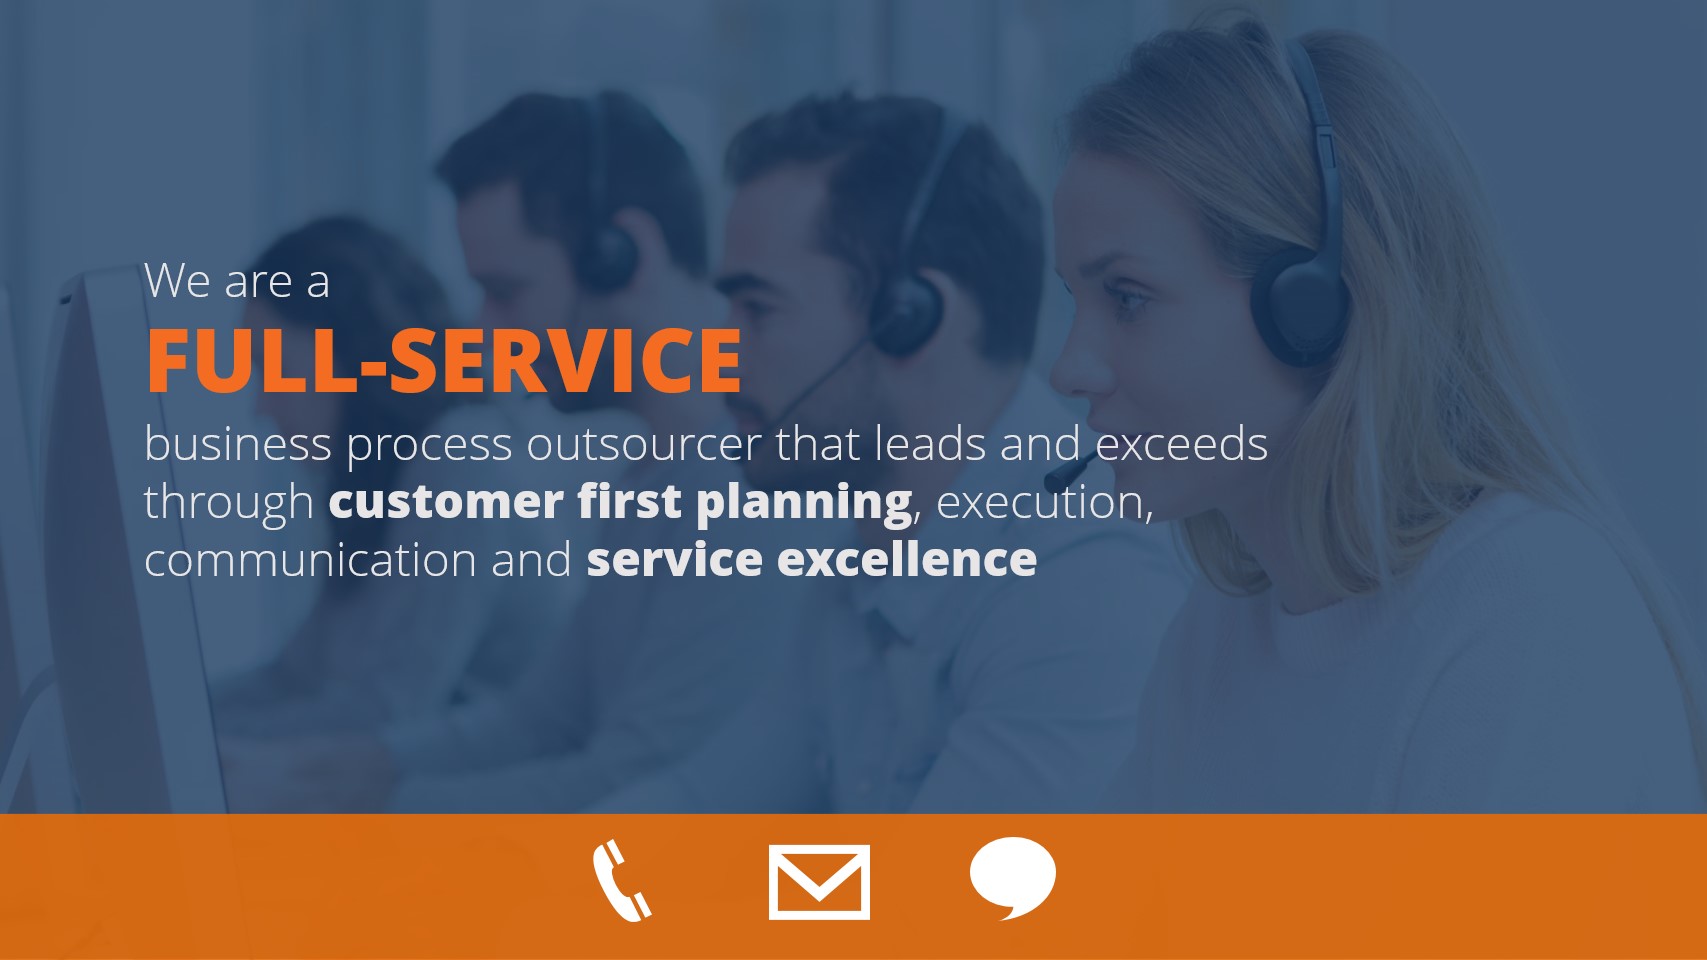 We are a
FULL-SERVICE
business process outsourcer that leads and exceeds
through customer first planning, execution,
communication and service excellence